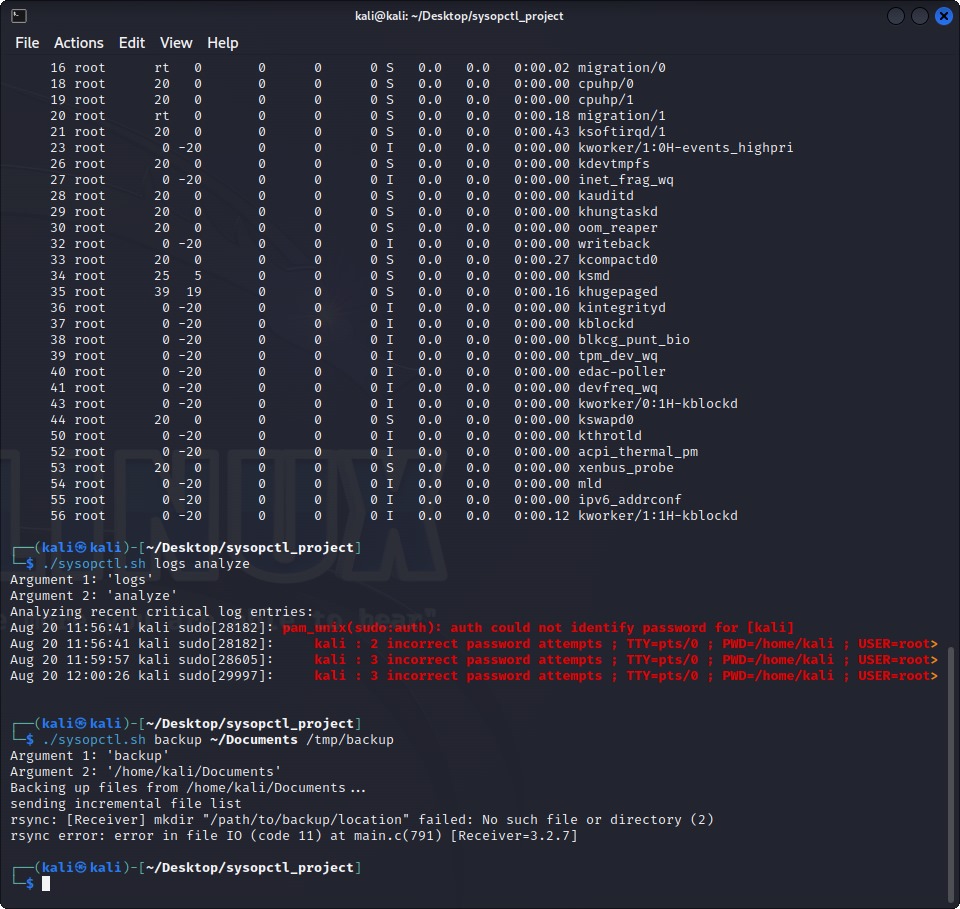 kali@kali: ~/Desktop/sysopctl_project
File Actions Edit View Help
16 root rt 0 0 0 0 S 0.0 0.0 0:00.02 migration/0
18 root 20 0 0 0 0 S 0.0 0.0 0:00.00 cpuhp/0
19 root 20 0 0 0 0 S 0.0 0.0 0:00.00 cpuhp/1
20 root rt 0 0 0 0 S 0.0 0.0 0:00.18 migration/1
21 root 20 0 0 0 0 S 0.0 0.0 0:00.43 ksoftirqd/1
23 root 0 -20 0 0 0 I 0.0 0.0 0:00.00 kworker/1:0H-events_highpri
26 root 20 0 0 0 0 S 0.0 0.0 0:00.00 kdevtmpfs
27 root 0 -20 0 0 0 I 0.0 0.0 0:00.00 inet_frag_wq
28 root 20 0 0 0 0 S 0.0 0.0 0:00.00 kauditd
29 root 20 0 0 0 0 S 0.0 0.0 0:00.00 khungtaskd
30 root 20 0 0 0 0 S 0.0 0.0 0:00.00 oom_reaper
32 root 0 -20 0 0 0 I 0.0 0.0 0:00.00 writeback
33 root 20 0 0 0 0 S 0.0 0.0 0:00.27 kcompactd0
34 root 25 5 0 0 0 S 0.0 0.0 0:00.00 ksmd
35 root 39 19 0 0 0 S 0.0 0.0 0:00.16 khugepaged
36 root 0 -20 0 0 0 I 0.0 0.0 0:00.00 kintegrityd
37 root 0 -20 0 0 0 I 0.0 0.0 0:00.00 kblockd
38 root 0 -20 0 0 0 I 0.0 0.0 0:00.00 blkcg_punt_bio
39 root 0 -20 0 0 0 I 0.0 0.0 0:00.00 tpm_dev_wq
40 root 0 -20 0 0 0 I 0.0 0.0 0:00.00 edac-poller
41 root 0 -20 0 0 0 I 0.0 0.0 0:00.00 devfreq_wq
43 root 0 -20 0 0 0 I 0.0 0.0 0:00.00 kworker/0:1H-kblockd
44 root 20 0 0 0 0 S 0.0 0.0 0:00.00 kswapd0
50 root 0 -20 0 0 0 I 0.0 0.0 0:00.00 kthrotld
52 root 0 -20 0 0 0 I 0.0 0.0 0:00.00 acpi_thermal_pm
53 root 20 0 0 0 0 S 0.0 0.0 0:00.00 xenbus_probe
54 root 0 -20 0 0 0 I 0.0 0.0 0:00.00 mld
55 root 0 -20 0 0 0 I 0.0 0.0 0:00.00 ipv6_addrconf
56 root 0 -20 0 0 0 I 0.0 0.0 0:00.12 kworker/1:1H-kblockd
┌──(kali㉿kali)-[~/Desktop/sysopctl_project]
└─$ ./sysopctl.sh logs analyze
Argument 1: 'logs'
Argument 2: 'analyze'
Analyzing recent critical log entries:
Aug 20 11:56:41 kali sudo[28182]: pam_unix(sudo:auth): auth could not identify password for [kali]
Aug 20 11:56:41 kali sudo[28182]: kali : 2 incorrect password attempts ; TTY=pts/0 ; PWD=/home/kali ; USER=root>
Aug 20 11:59:57 kali sudo[28605]: kali : 3 incorrect password attempts ; TTY=pts/0 ; PWD=/home/kali ; USER=root>
Aug 20 12:00:26 kali sudo[29997]: kali : 3 incorrect password attempts ; TTY=pts/0 ; PWD=/home/kali ; USER=root>
┌──(kali㉿kali)-[~/Desktop/sysopctl_project]
└─$ ./sysopctl.sh backup ~/Documents /tmp/backup
Argument 1: 'backup'
Argument 2: '/home/kali/Documents'
Backing up files from /home/kali/Documents...
sending incremental file list
rsync: [Receiver] mkdir "/path/to/backup/location" failed: No such file or directory (2)
rsync error: error in file IO (code 11) at main.c(791) [Receiver=3.2.7]
┌──(kali㉿kali)-[~/Desktop/sysopctl_project]
└─$
LINUX